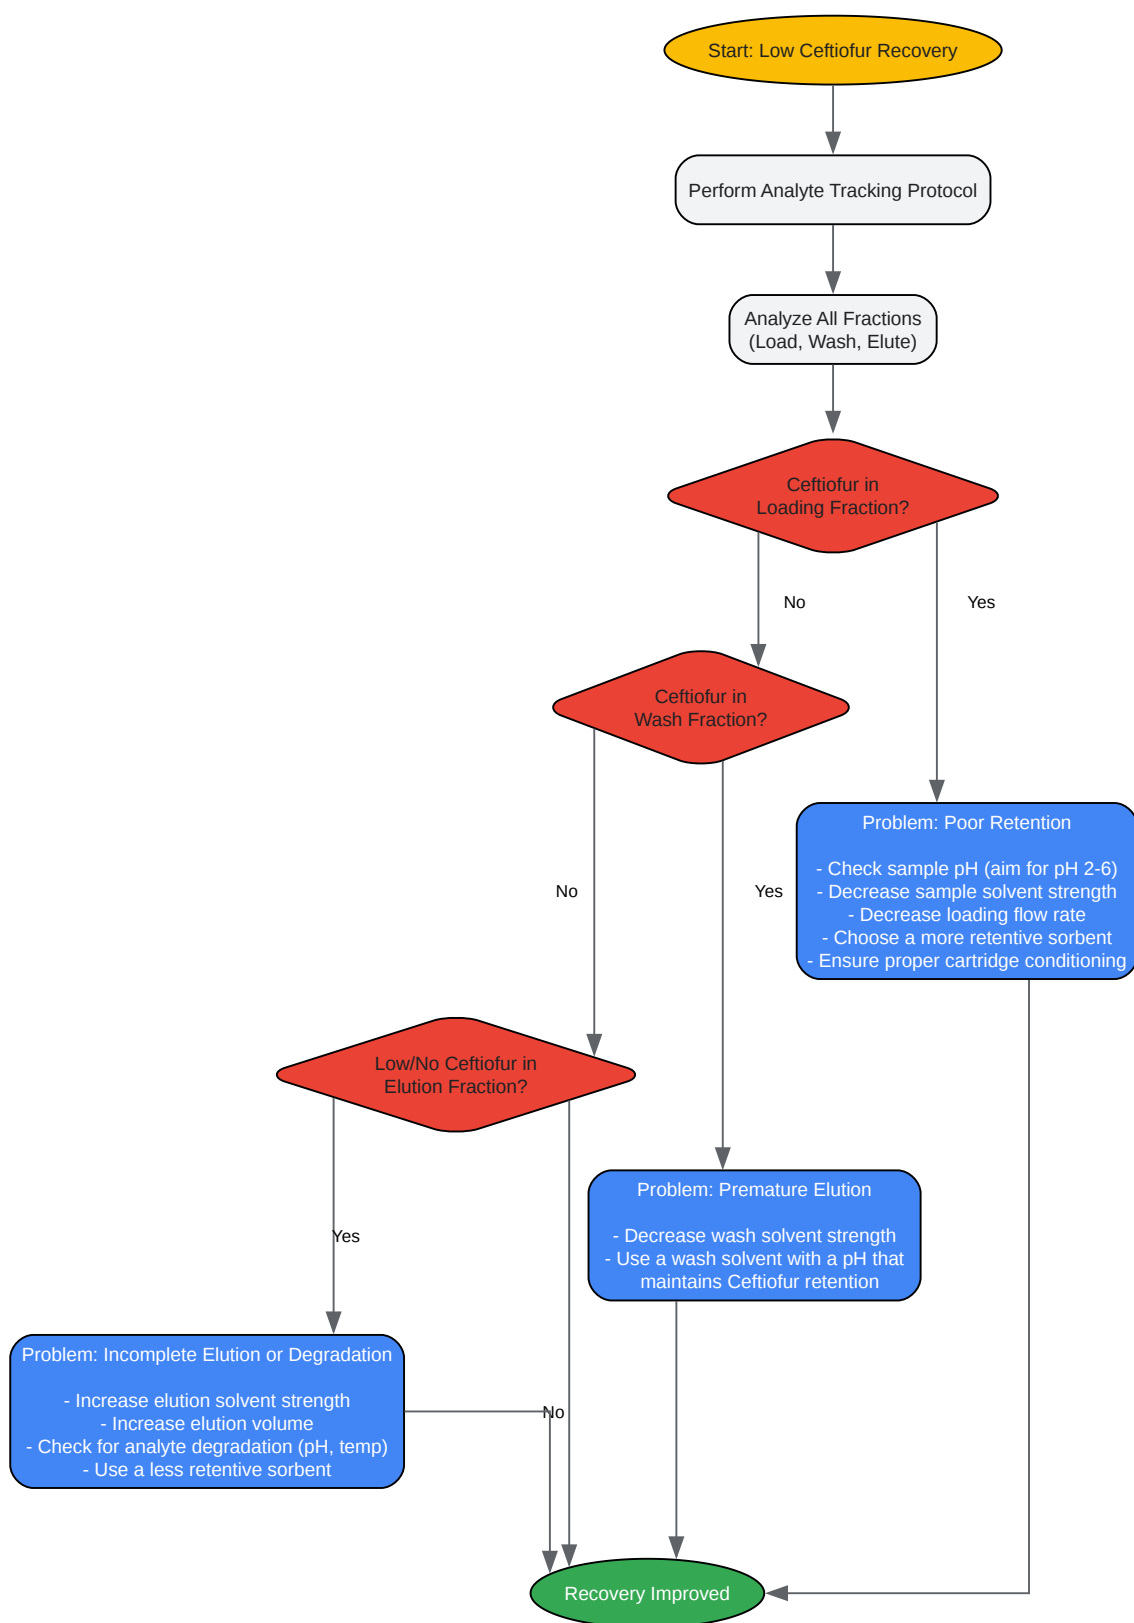 Start: Low Ceftiofur Recovery
Perform Analyte Tracking Protocol
Analyze All Fractions
(Load, Wash, Elute)
Ceftiofur in
Loading Fraction?
No
Yes
Ceftiofur in
Wash Fraction?
Problem: Poor Retention
- Check sample pH (aim for pH 2-6)
- Decrease sample solvent strength
- Decrease loading flow rate
- Choose a more retentive sorbent
- Ensure proper cartridge conditioning
No
Yes
Low/No Ceftiofur in
Elution Fraction?
Problem: Premature Elution
- Decrease wash solvent strength
- Use a wash solvent with a pH that
maintains Ceftiofur retention
Yes
Problem: Incomplete Elution or Degradation
- Increase elution solvent strength
- Increase elution volume
- Check for analyte degradation (pH, temp)
- Use a less retentive sorbent
No
Recovery Improved